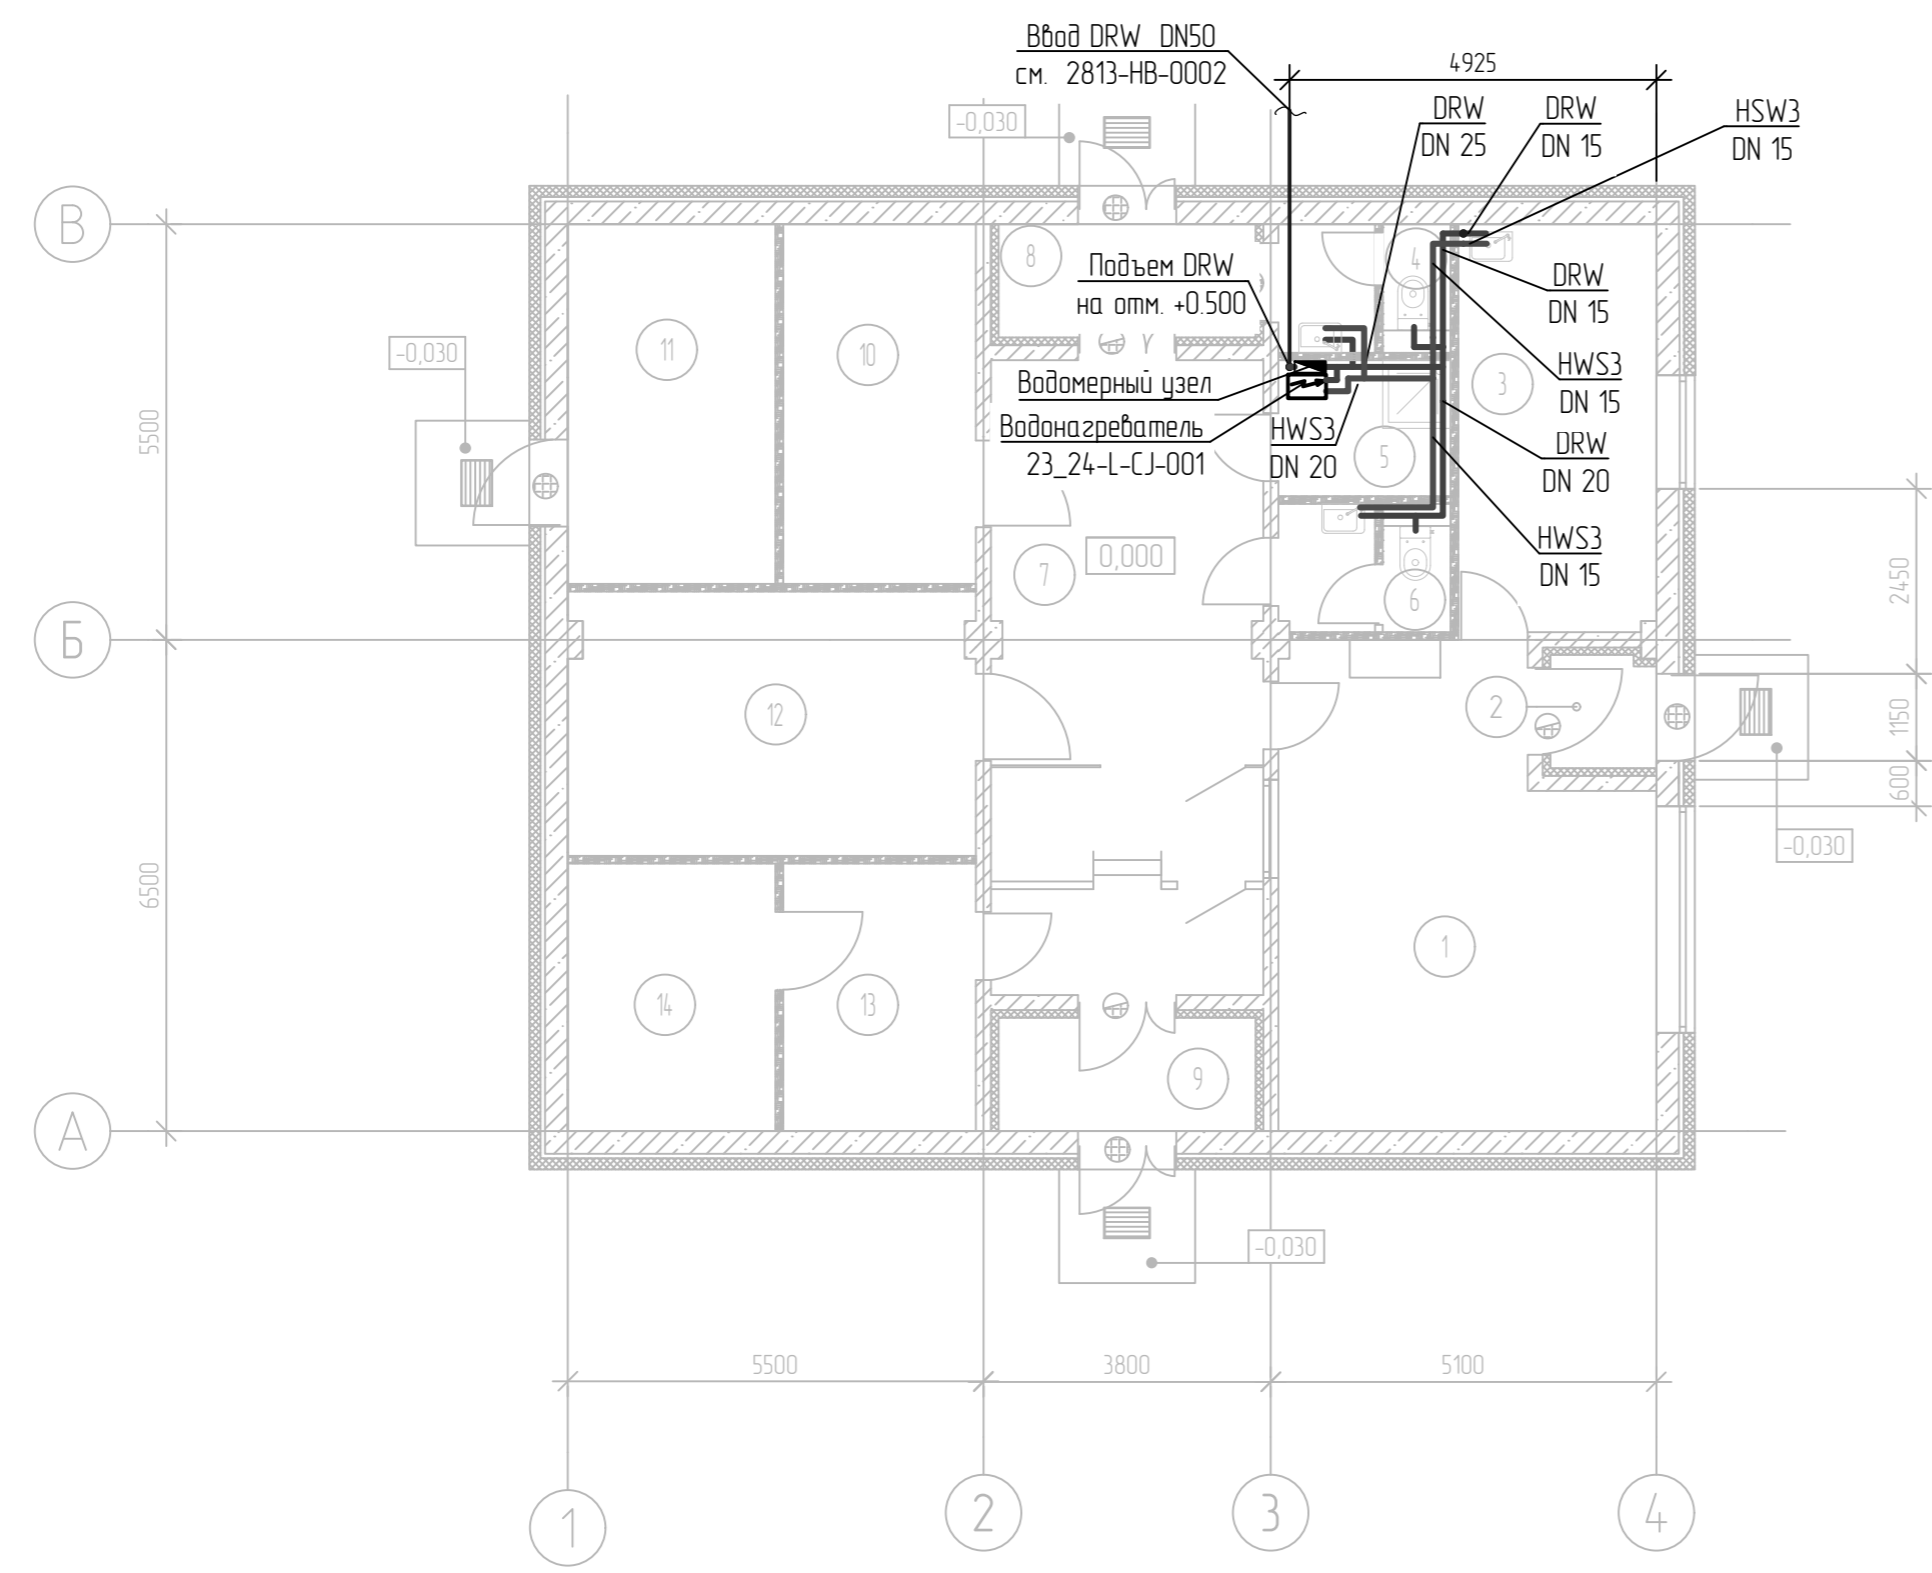 Ввод DRW DN50
см. 2813-НВ-0002
4925
DRW
DN 25
DRW
DN 15
HSW3
DN 15
-0,030
В
8
4
Подъем DRW
на отм. +0.500
DRW
DN 15
11
10
-0,030
HWS3
DN 15
3
Водомерный узел
Водонагреватель
23_24-L-CJ-001
HWS3
DN 20
5
DRW
DN 20
5500
HWS3
DN 15
7
0,000
6
2450
Б
12
2
1150
600
-0,030
6500
1
14
13
9
А
-0,030
5500
3800
5100
1
2
3
4